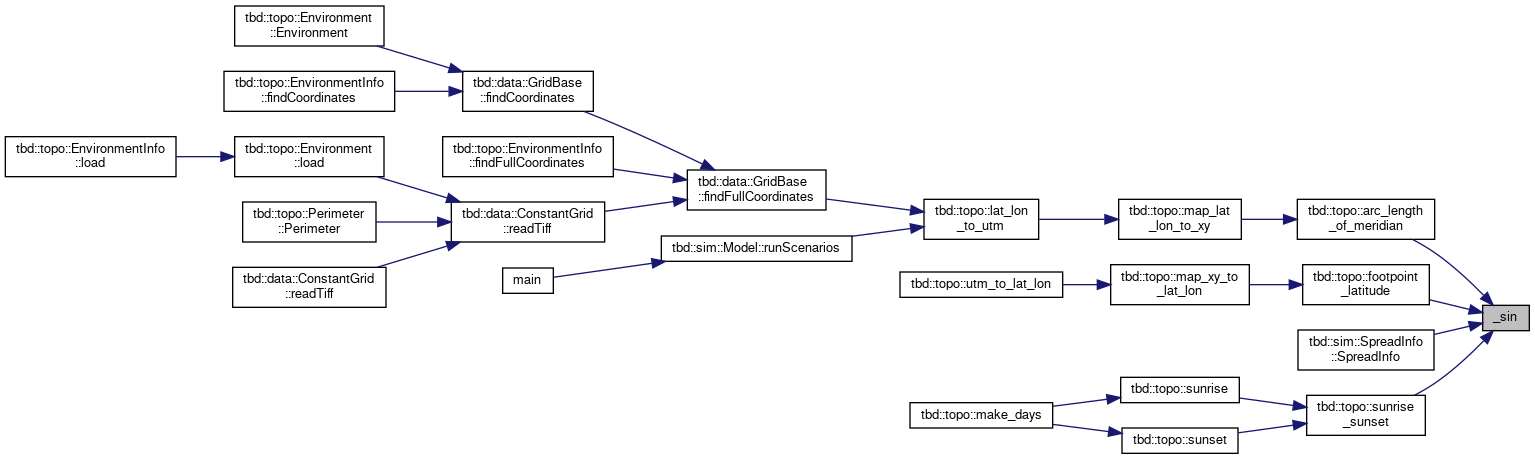 tbd::topo::Environment
::Environment
tbd::topo::EnvironmentInfo
::findCoordinates
tbd::data::GridBase
::findCoordinates
tbd::topo::EnvironmentInfo
::load
tbd::topo::Environment
::load
tbd::topo::EnvironmentInfo
::findFullCoordinates
tbd::data::GridBase
::findFullCoordinates
tbd::topo::Perimeter
::Perimeter
tbd::data::ConstantGrid
::readTiff
tbd::topo::lat_lon
_to_utm
tbd::topo::map_lat
_lon_to_xy
tbd::topo::arc_length
_of_meridian
tbd::sim::Model::runScenarios
tbd::data::ConstantGrid
::readTiff
main
tbd::topo::utm_to_lat_lon
tbd::topo::map_xy_to
_lat_lon
tbd::topo::footpoint
_latitude
_sin
tbd::sim::SpreadInfo
::SpreadInfo
tbd::topo::sunrise
tbd::topo::make_days
tbd::topo::sunrise
_sunset
tbd::topo::sunset